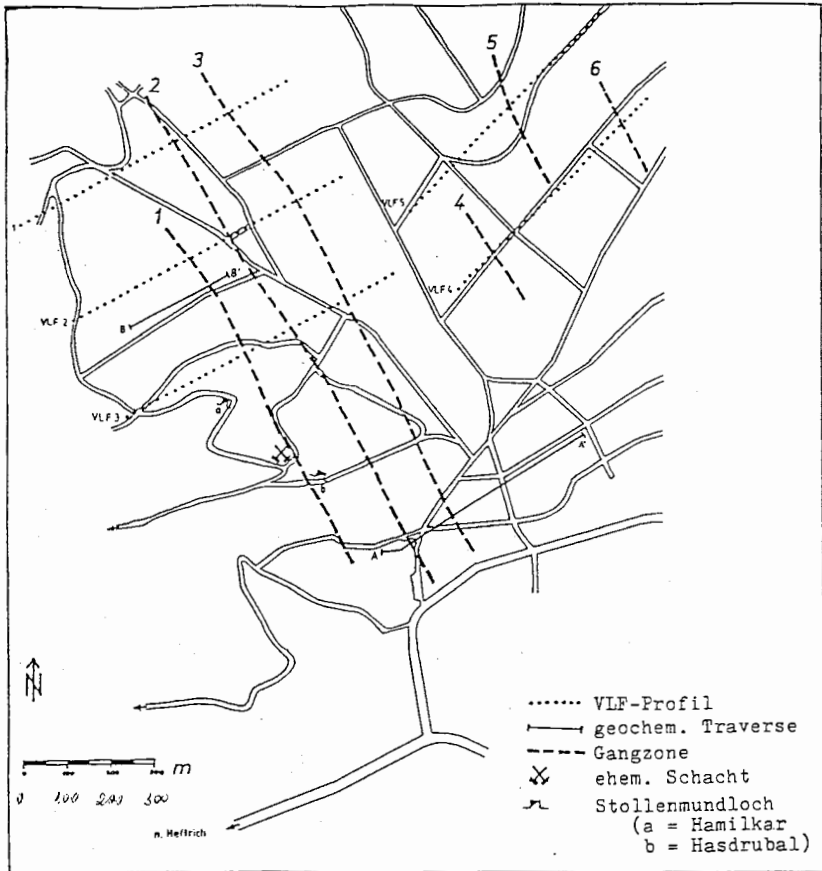 5
3
6
2
1
VLF5
4
VLF4
B'
VLF 2
B
VLF 3
a
b
A'
A
N
m
0 100 200 300
n. Heftrich
VLF-Profil
geochem. Traverse
Gangzone
ehem. Schacht
Stollenmundloch
(a = Hamilkar
b = Hasdrubal)